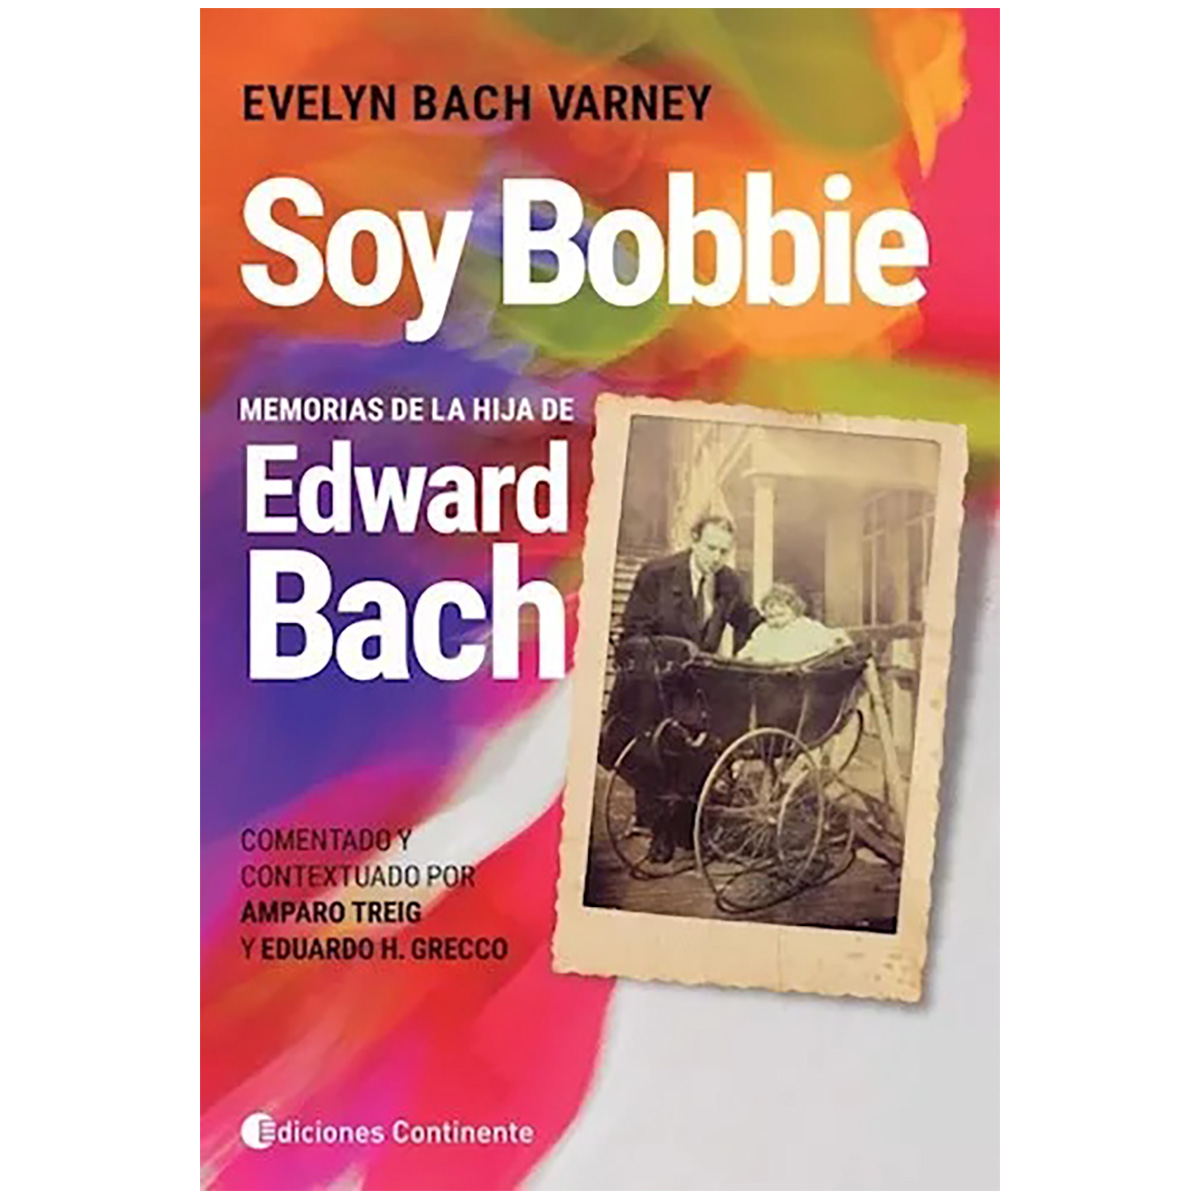 EVELYN BACH VARNEY
Soy Bobbie
MEMORIAS DE LA HIJA DE
Edward
Bach
COMENTADO Y
CONTEXTUADO POR
AMPARO TREIG
Y EDUARDO H. GRECCO
Ediciones Continente